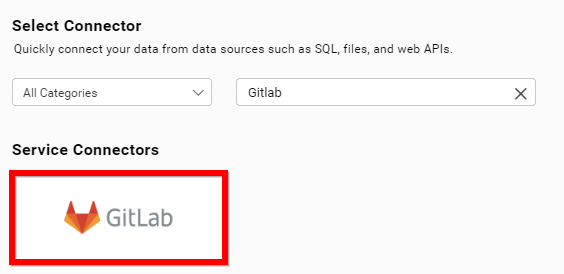 Select Connector
Quickly connect your data from data sources such as SQL, files, and web APIs.
All Categories
Gitlab
Service Connectors
GitLab